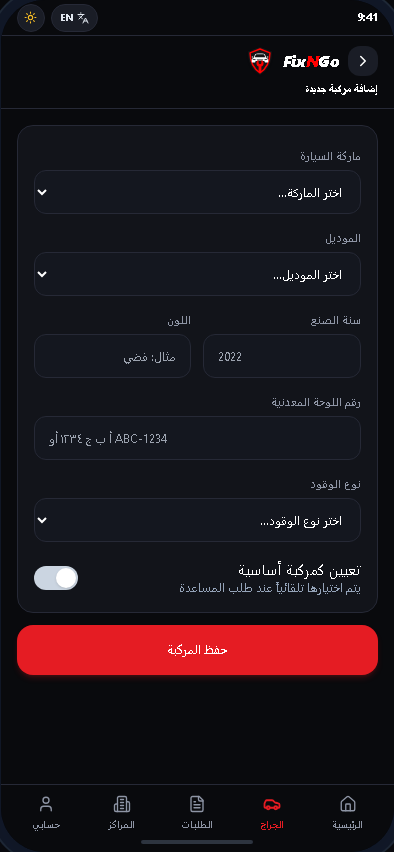 9:41
EN
FixNGo
إضافة مركبة جديدة
ماركة السيارة
اختر الماركة...
الموديل
اختر الموديل...
سنة الصنع
اللون
2022
مثال: فضي
رقم اللوحة المعدنية
أ ب ج ١٢٣٤ أو ABC-1234
نوع الوقود
اختر نوع الوقود...
تعيين كمركبة أساسية
يتم اختيارها تلقائياً عند طلب المساعدة
حفظ المركبة
الرئيسية
الجراج
الطلبات
المراكز
حسابي